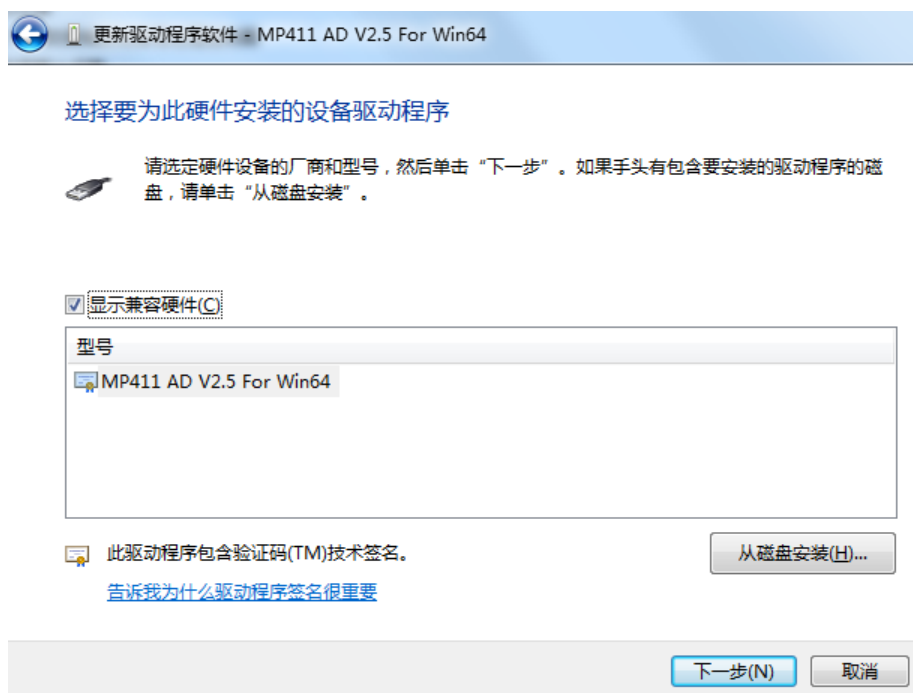 更新驱动程序软件 - MP411 AD V2.5 For Win64
选择要为此硬件安装的设备驱动程序
请选定硬件设备的厂商和型号，然后单击“下一步”。如果手头有包含要安装的驱动程序的磁
盘，请单击“从磁盘安装”。
显示兼容硬件(C)
型号
MP411 AD V2.5 For Win64
此驱动程序包含验证码(TM)技术签名。
从磁盘安装(H)...
告诉我为什么驱动程序签名很重要
下一步(N)
取消